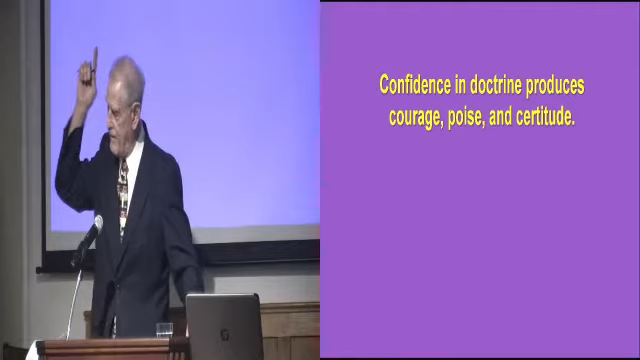 Confidence in doctrine produces
courage, poise, and certitude.